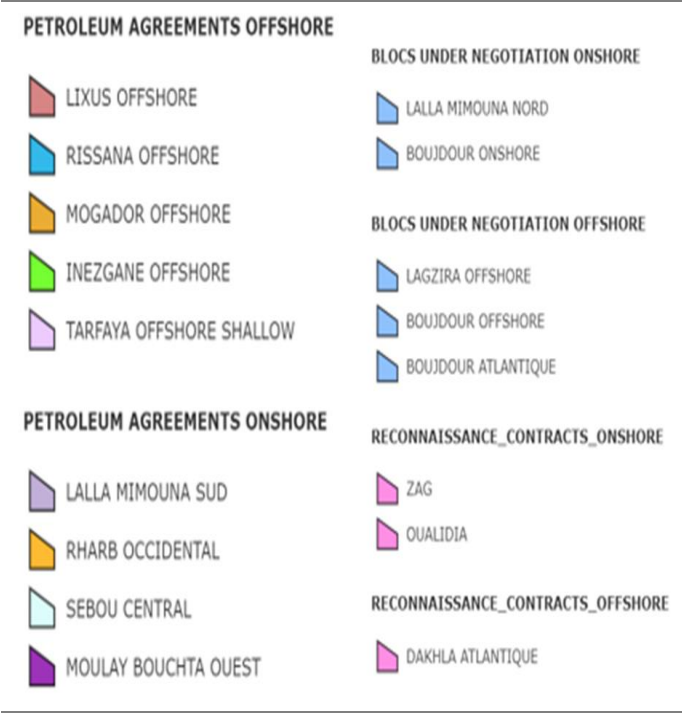 PETROLEUM AGREEMENTS OFFSHORE
LIXUS OFFSHORE
RISSANA OFFSHORE
MOGADOR OFFSHORE
INEZGANE OFFSHORE
TARFAYA OFFSHORE SHALLOW
PETROLEUM AGREEMENTS ONSHORE
LALLA MIMOUNA SUD
RHARB OCCIDENTAL
SEBOU CENTRAL
MOULAY BOUCHTA OUEST
BLOCS UNDER NEGOTIATION ONSHORE
LALLA MIMOUNA NORD
BOUJDOUR ONSHORE
BLOCS UNDER NEGOTIATION OFFSHORE
LAGZIRA OFFSHORE
BOUJDOUR OFFSHORE
BOUJDOUR ATLANTIQUE
RECONNAISSANCE_CONTRACTS_ONSHORE
ZAG
OUALIDIA
RECONNAISSANCE_CONTRACTS_OFFSHORE
DAKHLA ATLANTIQUE